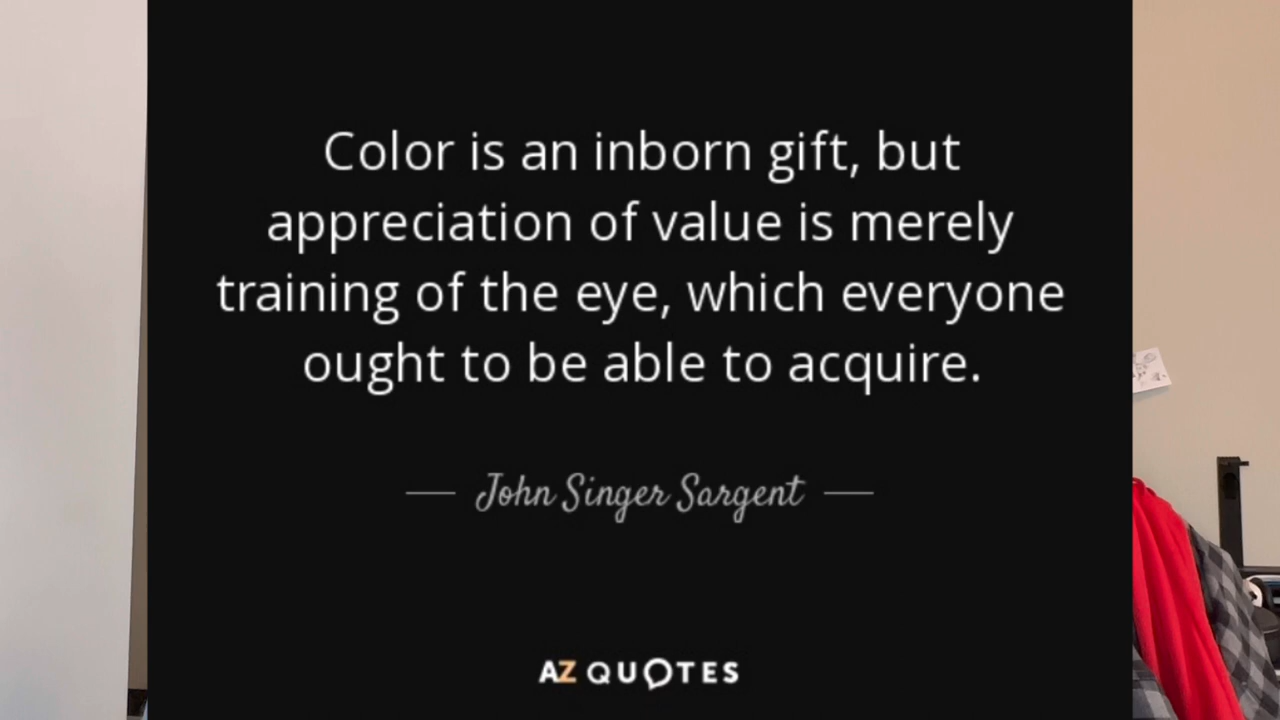 Color is an inborn gift, but
appreciation of value is merely
training of the eye, which everyone
ought to be able to acquire.
John Singer Sargent
AZ QUOTES